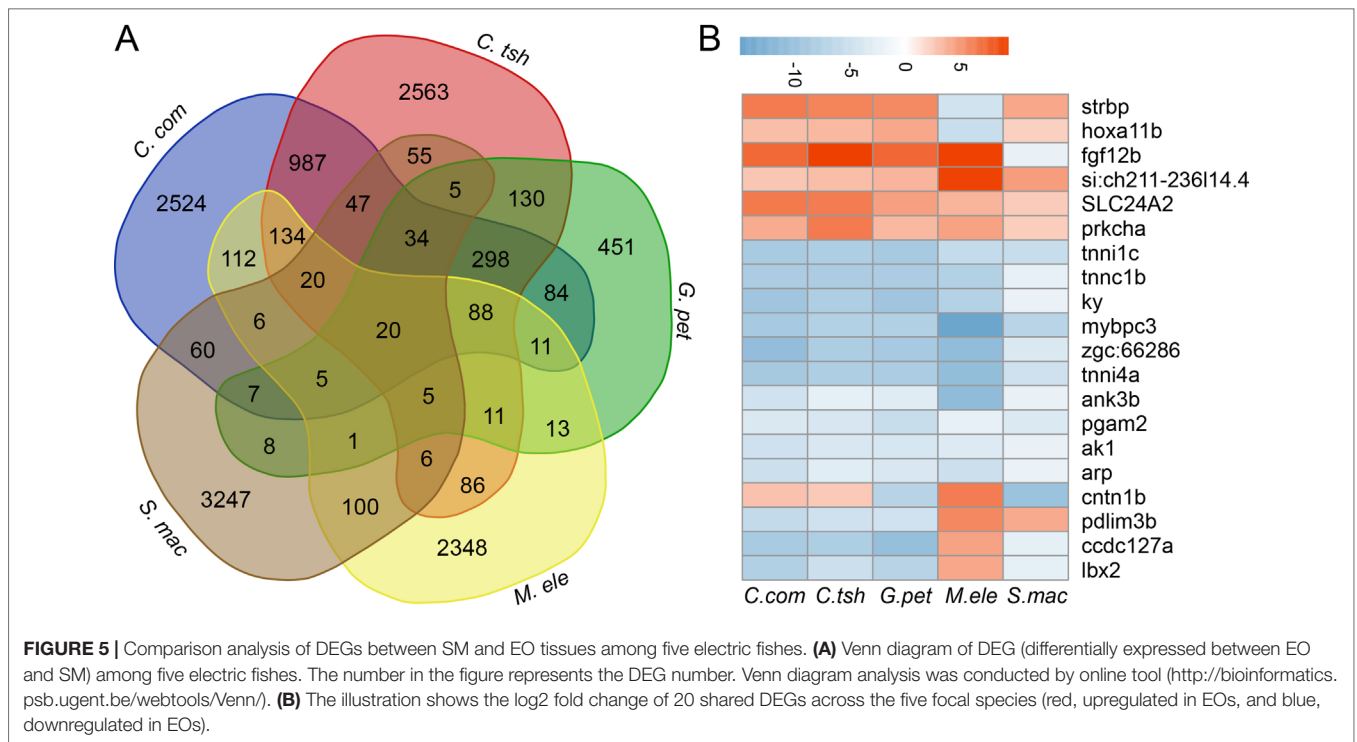 A
B
C. tsh
2563
C. com
987
55
5
130
2524
47
G. pet
451
134
34
298
112
20
84
88
6
20
11
60
5
7
5
11
13
8
1
6
86
3247
100
S. mac
2348
M. ele
-10 -5 0 5
strbp
hoxa11b
fgf12b
si:ch211-236l14.4
SLC24A2
prkcha
tnni1c
tnnc1b
ky
mybpc3
zgc:66286
tnni4a
ank3b
pgam2
ak1
arp
cntn1b
pdlim3b
ccdc127a
lbx2
C.com C.tsh G.pet M.ele S.mac
FIGURE 5 | Comparison analysis of DEGs between SM and EO tissues among five electric fishes. (A) Venn diagram of DEG (differentially expressed between EO
and SM) among five electric fishes. The number in the figure represents the DEG number. Venn diagram analysis was conducted by online tool (http://bioinformatics.
psb.ugent.be/webtools/Venn/). (B) The illustration shows the log2 fold change of 20 shared DEGs across the five focal species (red, upregulated in EOs, and blue,
downregulated in EOs).